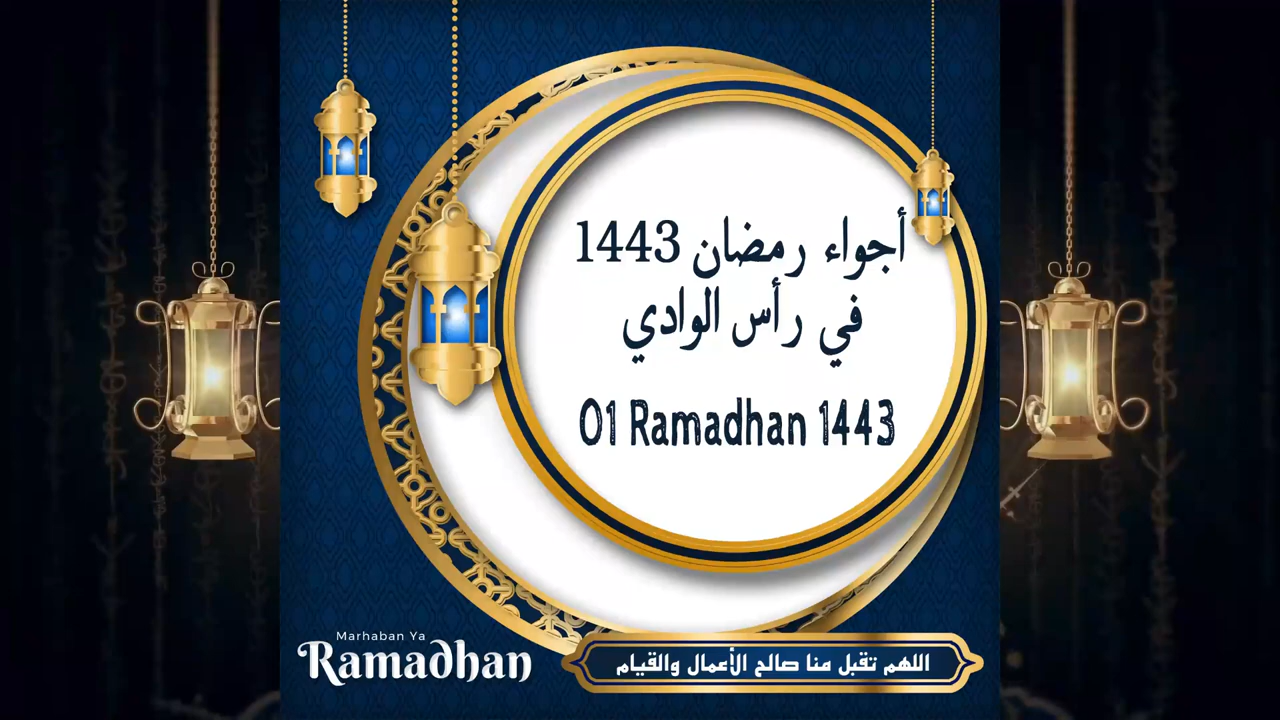 أجواء رمضان 1443
في رأس الوادي
01 Ramadhan 1443
Marhaban Ya
Ramadhan
اللهم تقبل منا صالح الأعمال والقيام